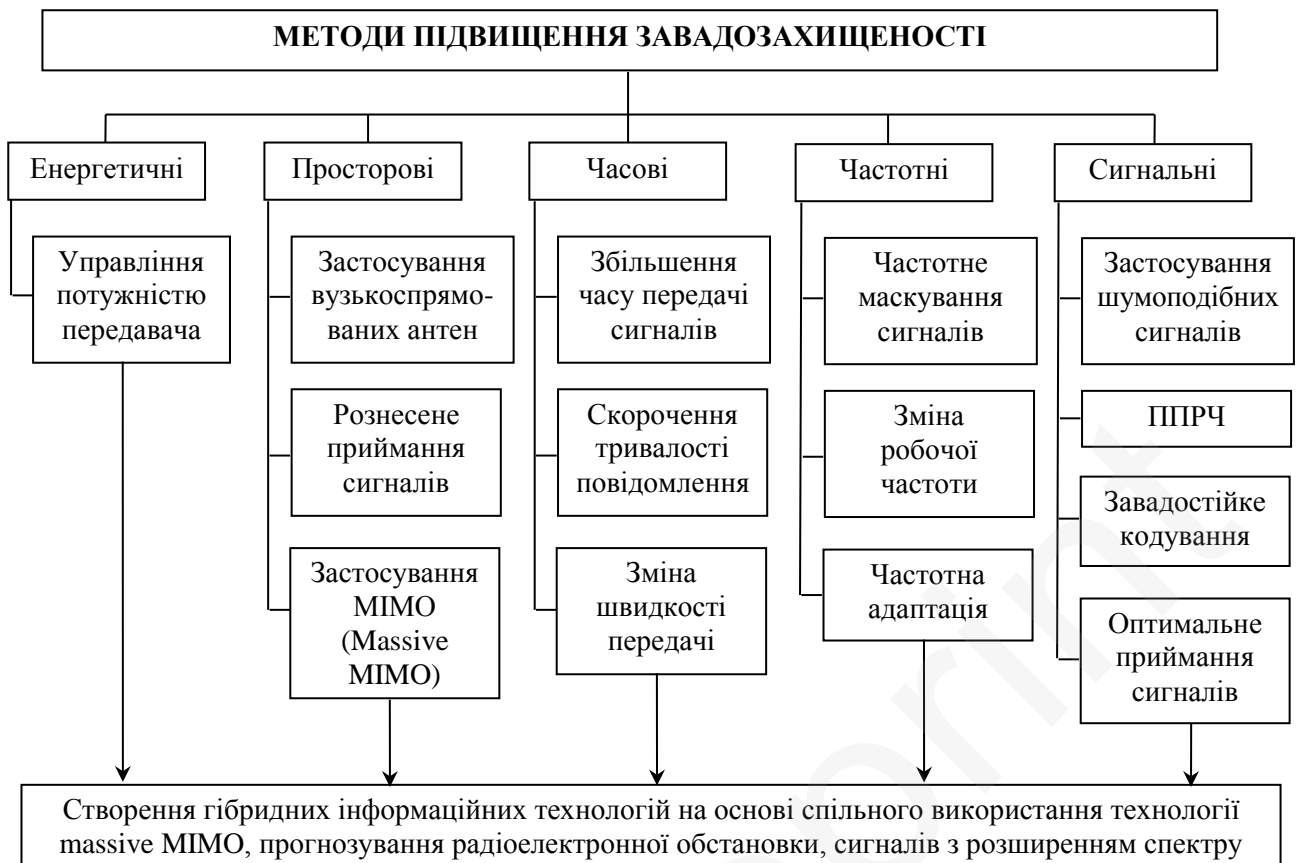 МЕТОДИ ПІДВИЩЕННЯ ЗАВАДОЗАХИЩЕНОСТІ
Енергетичні
Управління
потужністю
передавача
Просторові
Застосування
вузькоспрямо-
ваних антен
Рознесене
приймання
сигналів
Застосування
MIMO
(Massive
MIMO)
Часові
Збільшення
часу передачі
сигналів
Скорочення
тривалості
повідомлення
Зміна
швидкості
передачі
Частотні
Частотне
маскування
сигналів
Зміна
робочої
частоти
Частотна
адаптація
Сигнальні
Застосування
шумоподібних
сигналів
ППРЧ
Завадостійке
кодування
Оптимальне
приймання
сигналів
Створення гібридних інформаційних технологій на основі спільного використання технології
massive MIMO, прогнозування радіоелектронної обстановки, сигналів з розширенням спектру